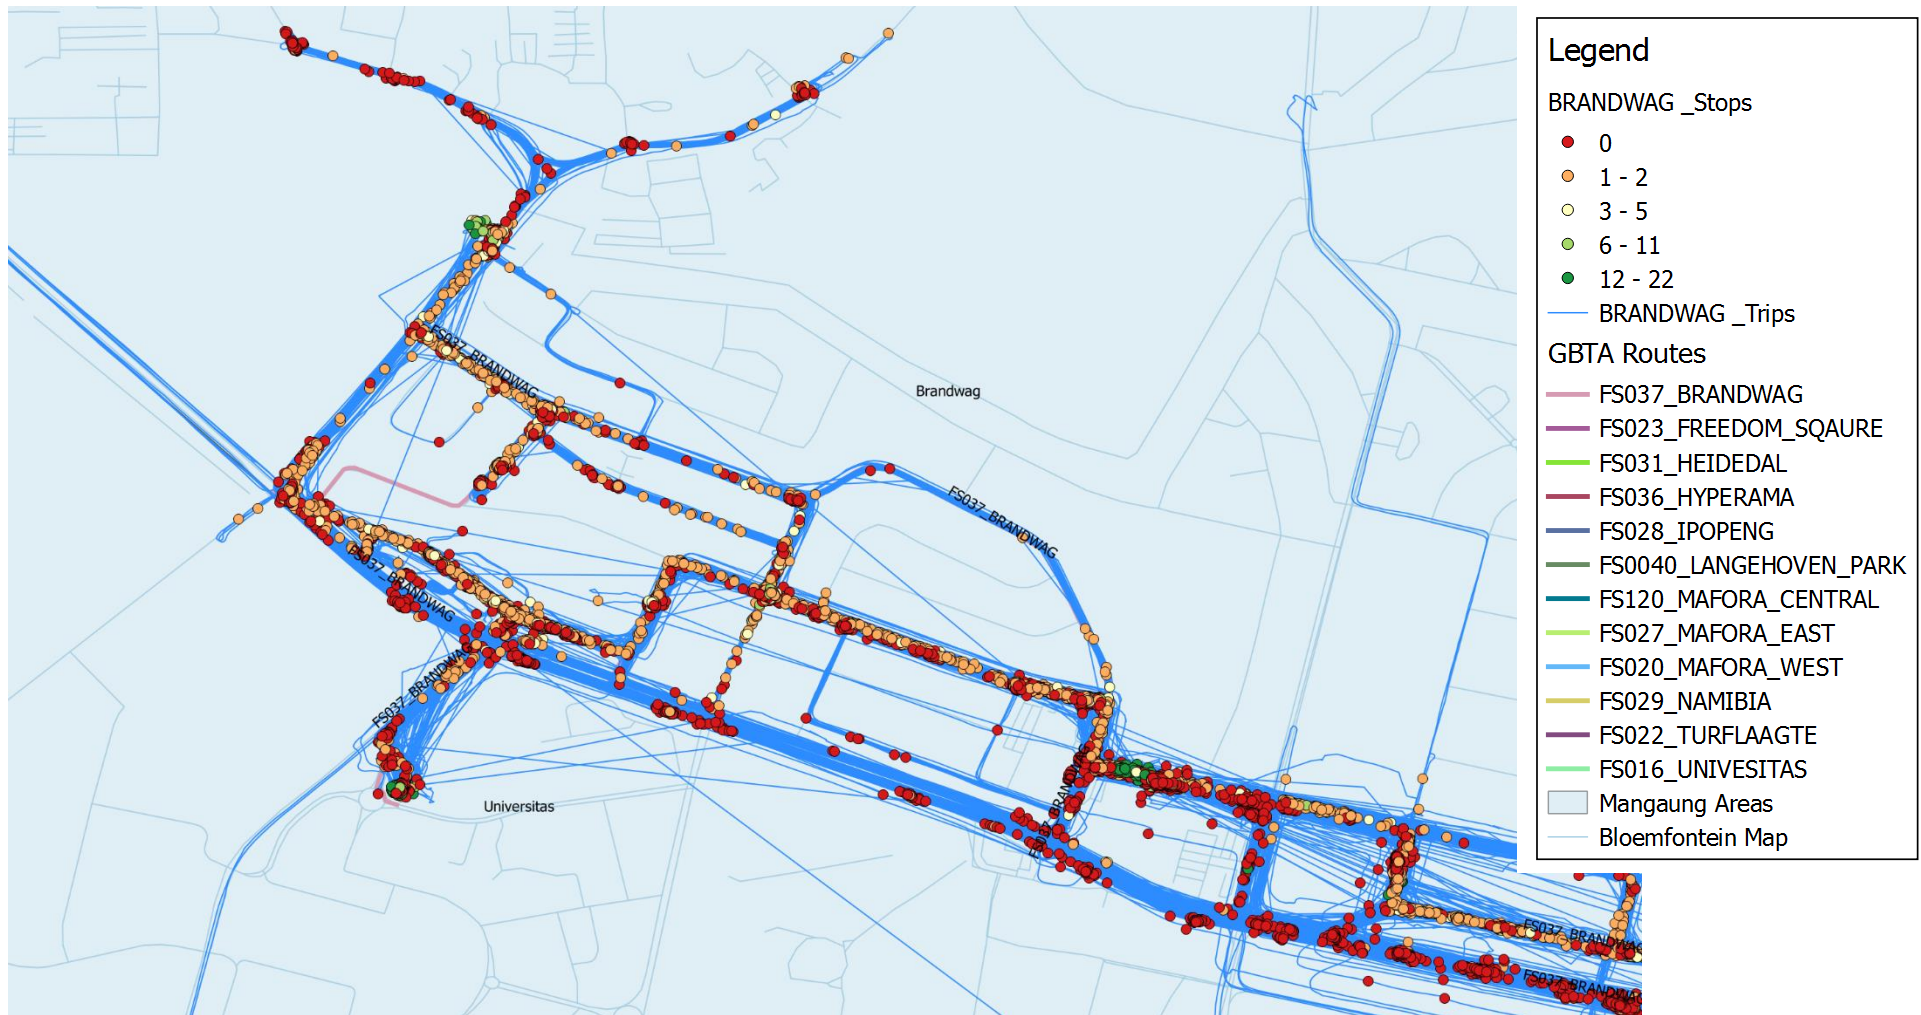 Legend
BRANDWAG _Stops
0
1 - 2
3 - 5
6 - 11
12 - 22
BRANDWAG _Trips
GBTA Routes
FS037_BRANDWAG
FS023_FREEDOM_SQAURE
FS031_HEIDEDAL
FS036_HYPERAMA
FS028_IPOPENG
FS0040_LANGEHOVEN_PARK
FS120_MAFORA_CENTRAL
FS027_MAFORA_EAST
FS020_MAFORA_WEST
FS029_NAMIBIA
FS022_TURFLAAGTE
FS016_UNIVESITAS
Mangaung Areas
Bloemfontein Map
FS037_BRANDWAG
Brandwag
FS037_BRANDWAG
FS037_BRANDWAG
FS037_BRANDWAG
Universitas
FS037_BRANDWAG
FS037_BRANDWAG